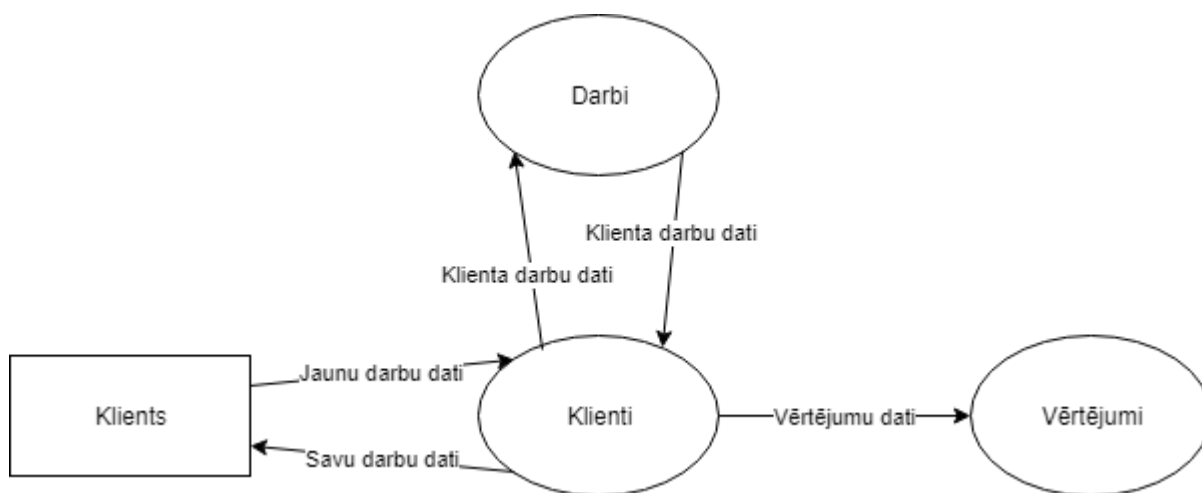 Darbi
Klienta darbu dati
Klienta darbu dati
Jaunu darbu dati
Klients
Klienti
Vērtējumu dati
Vērtējumi
Savu darbu dati